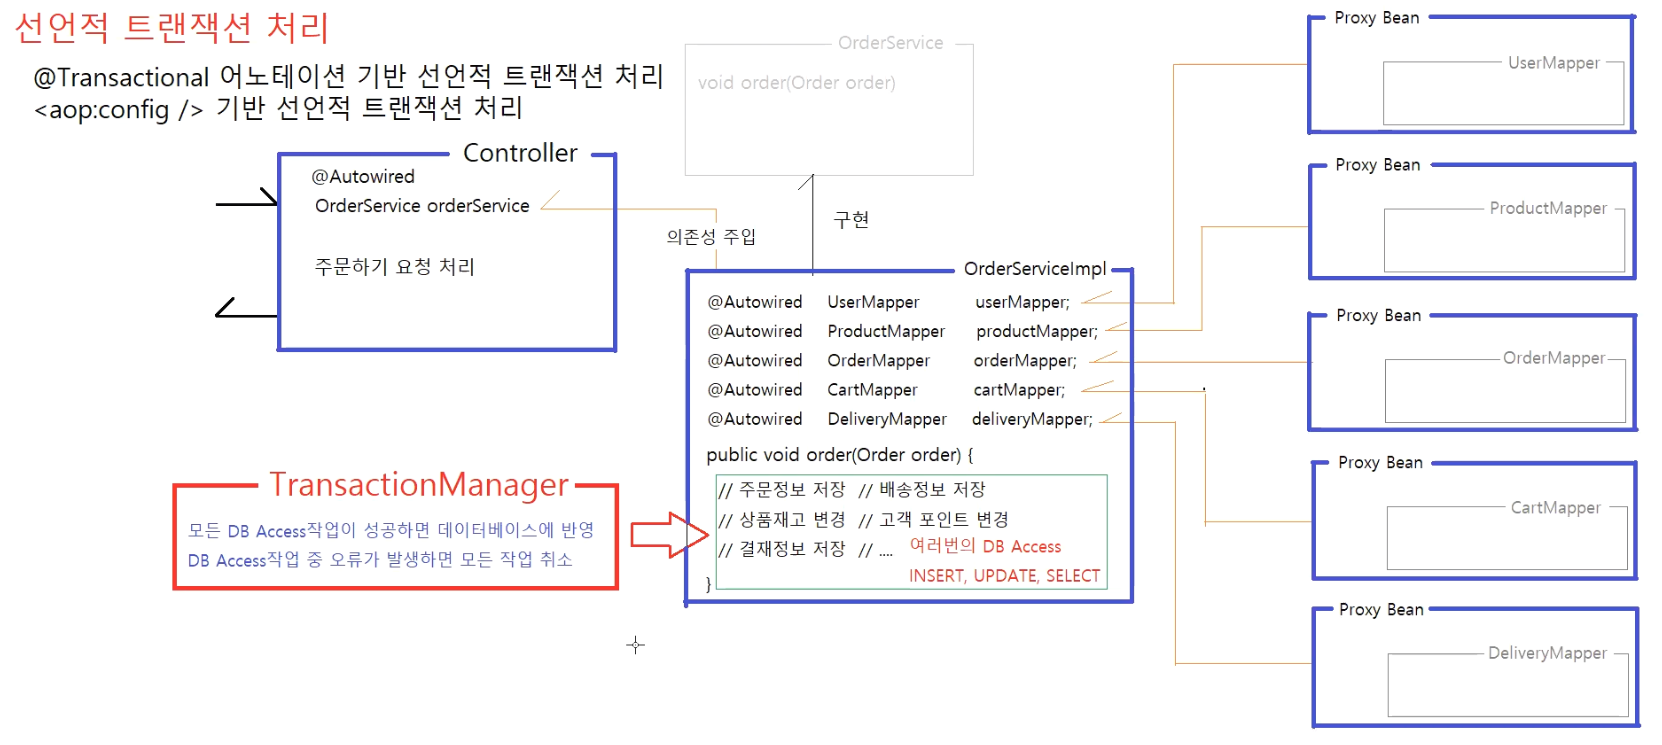 선언적 트랜잭션 처리
@Transactional 어노테이션 기반 선언적 트랜잭션 처리
<aop:config /> 기반 선언적 트랜잭션 처리
Controller
@Autowired
OrderService orderService
주문하기 요청 처리
OrderService
void order(Order order)
의존성 주입
구현
OrderServiceImpl
@Autowired UserMapper userMapper;
@Autowired ProductMapper productMapper;
@Autowired OrderMapper orderMapper;
@Autowired CartMapper cartMapper;
@Autowired DeliveryMapper deliveryMapper;
public void order(Order order) {
// 주문정보 저장 // 배송정보 저장
// 상품재고 변경 // 고객 포인트 변경
// 결재정보 저장 // ....
여러번의 DB Access
INSERT, UPDATE, SELECT
}
TransactionManager
모든 DB Access작업이 성공하면 데이터베이스에 반영
DB Access작업 중 오류가 발생하면 모든 작업 취소
Proxy Bean
UserMapper
Proxy Bean
ProductMapper
Proxy Bean
OrderMapper
Proxy Bean
CartMapper
Proxy Bean
DeliveryMapper